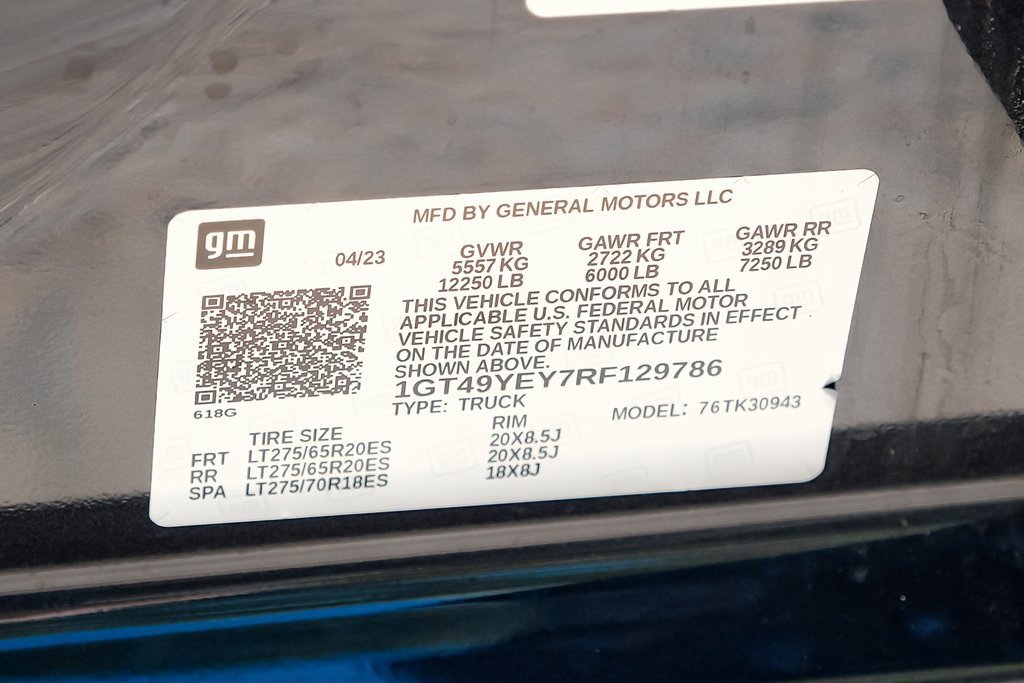 gm
MFD BY GENERAL MOTORS LLC
04/23
GVWR GAWR FRT GAWR RR
5557 KG 2722 KG 3289 KG
12250 LB 6000 LB 7250 LB
THIS VEHICLE CONFORMS TO ALL
APPLICABLE U.S. FEDERAL MOTOR
VEHICLE SAFETY STANDARDS IN EFFECT
ON THE DATE OF MANUFACTURE
SHOWN ABOVE.
1GT49YEY7RF129786
618G
TYPE: TRUCK MODEL: 76TK30943
TIRE SIZE RIM
FRT LT275/65R20ES 20X8.5J
RR LT275/65R20ES 20X8.5J
SPA LT275/70R18ES 18X8J